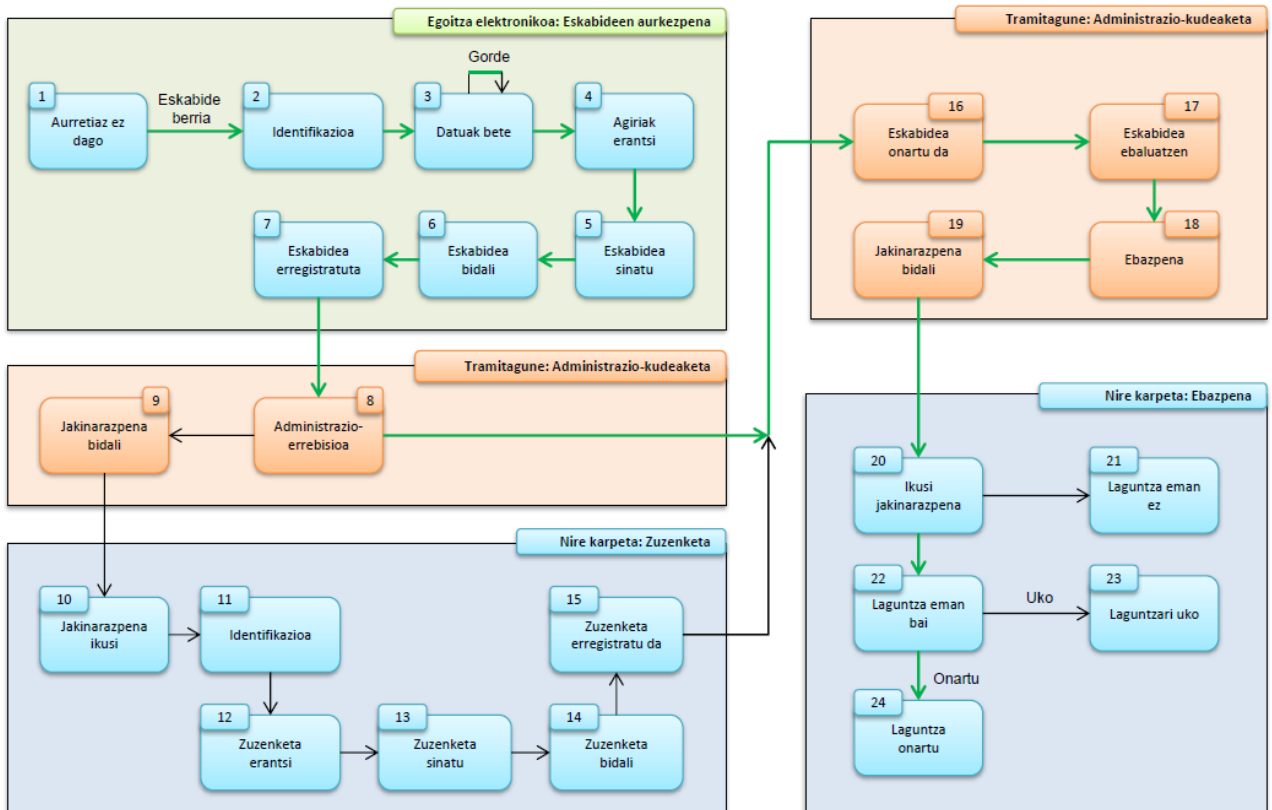 Egoitza elektronikoa: Eskabideen aurkezpena
Gorde
1
Aurretiaz ez
dago
Eskabide
berria
2
Identifikazioa
3
Datuak bete
4
Agiriak
erantsi
7
Eskabidea
erregistratuta
6
Eskabidea
bidali
5
Eskabidea
sinatu
Tramitagune: Administrazio-kudeaketa
9
Jakinarazpena
bidali
8
Administrazio-
errebisioa
Nire karpeta: Zuzenketa
10
Jakinarazpena
ikusi
11
Identifikazioa
15
Zuzenketa
erregistratu da
12
Zuzenketa
erantsi
13
Zuzenketa
sinatu
14
Zuzenketa
bidali
Tramitagune: Administrazio-kudeaketa
16
Eskabidea
onartu da
17
Eskabidea
ebaluatzen
19
Jakinarazpena
bidali
18
Ebazpena
Nire karpeta: Ebazpena
20
Ikusi
jakinarazpena
21
Laguntza eman
ez
22
Laguntza eman
bai
Uko
23
Laguntzari uko
Onartu
24
Laguntza
onartu